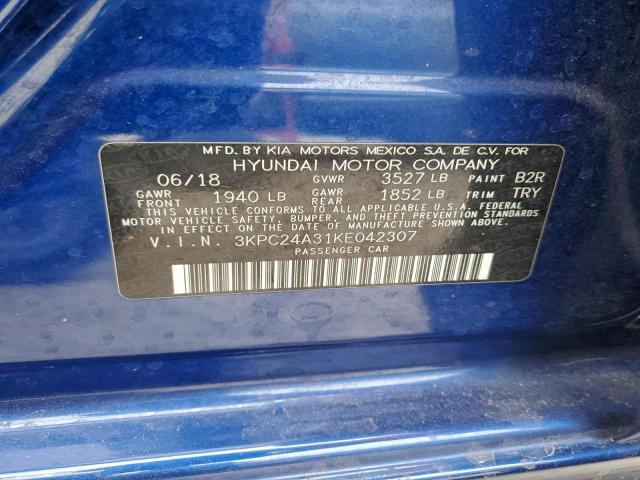 MFD. BY KIA MOTORS MEXICO S.A. DE C.V. FOR
HYUNDAI MOTOR COMPANY
06/18 GVWR 3527 LB PAINT B2R
GAWR FRONT 1940 LB GAWR REAR 1852 LB TRIM TRY
THIS VEHICLE CONFORMS TO ALL APPLICABLE U.S.A. FEDERAL
MOTOR VEHICLE SAFETY, BUMPER, AND THEFT PREVENTION STANDARDS
IN EFFECT ON THE DATE OF MANUFACTURE SHOWN ABOVE.
V.I.N. 3KPC24A31KE042307
PASSENGER CAR